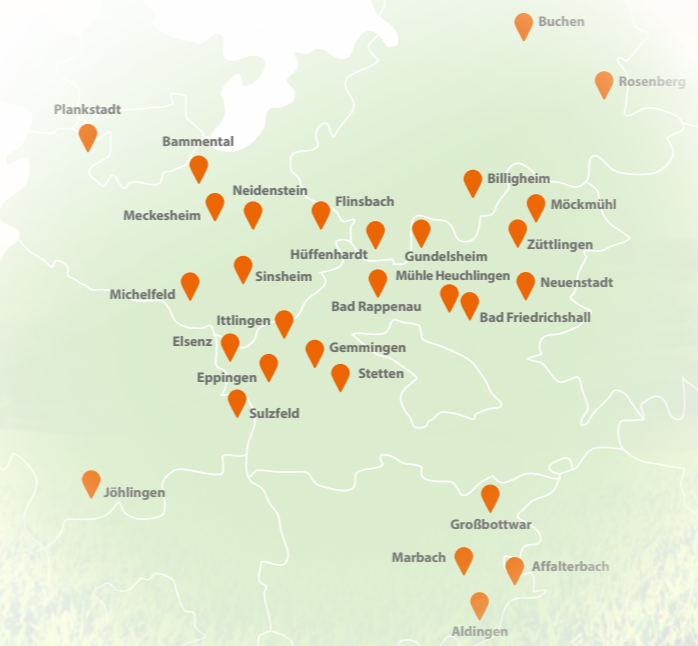 Buchen
Rosenberg
Plankstadt
Bammental
Billigheim
Neidenstein
Flinsbach
Möckmühl
Meckesheim
Züttlingen
Hüffenhardt
Gundelsheim
Sinsheim
Mühle Heuchlingen
Neuenstadt
Michelfeld
Bad Rappenau
Bad Friedrichshall
Ittlingen
Elsenz
Gemmingen
Eppingen
Stetten
Sulzfeld
Jöhlingen
Großbottwar
Marbach
Affalterbach
Aldingen